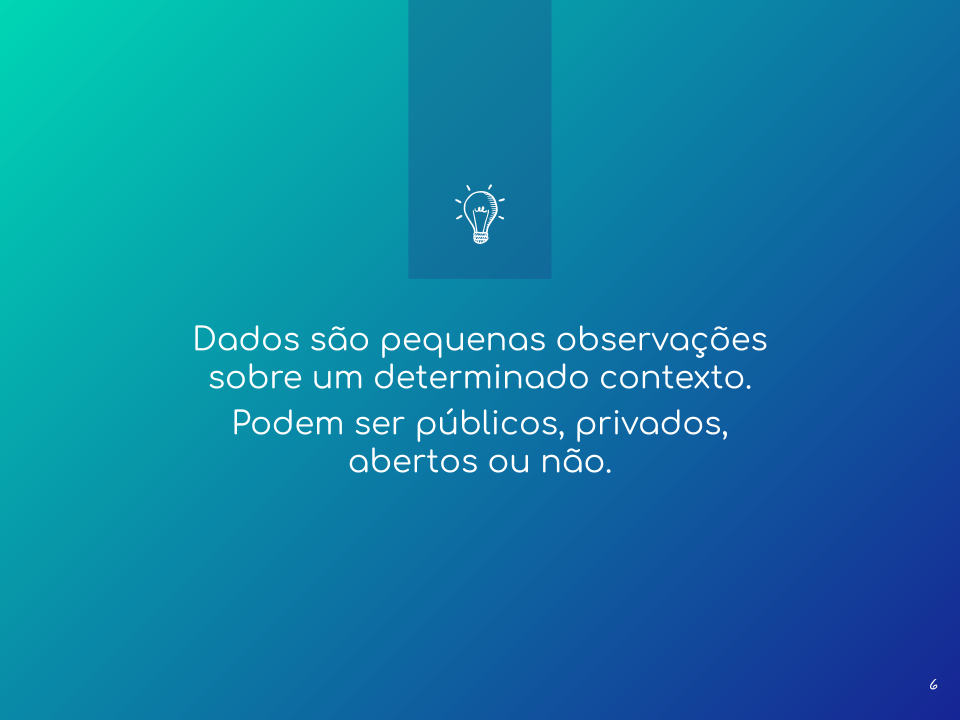 Dados são pequenas observações
sobre um determinado contexto.
Podem ser públicos, privados,
abertos ou não.
6